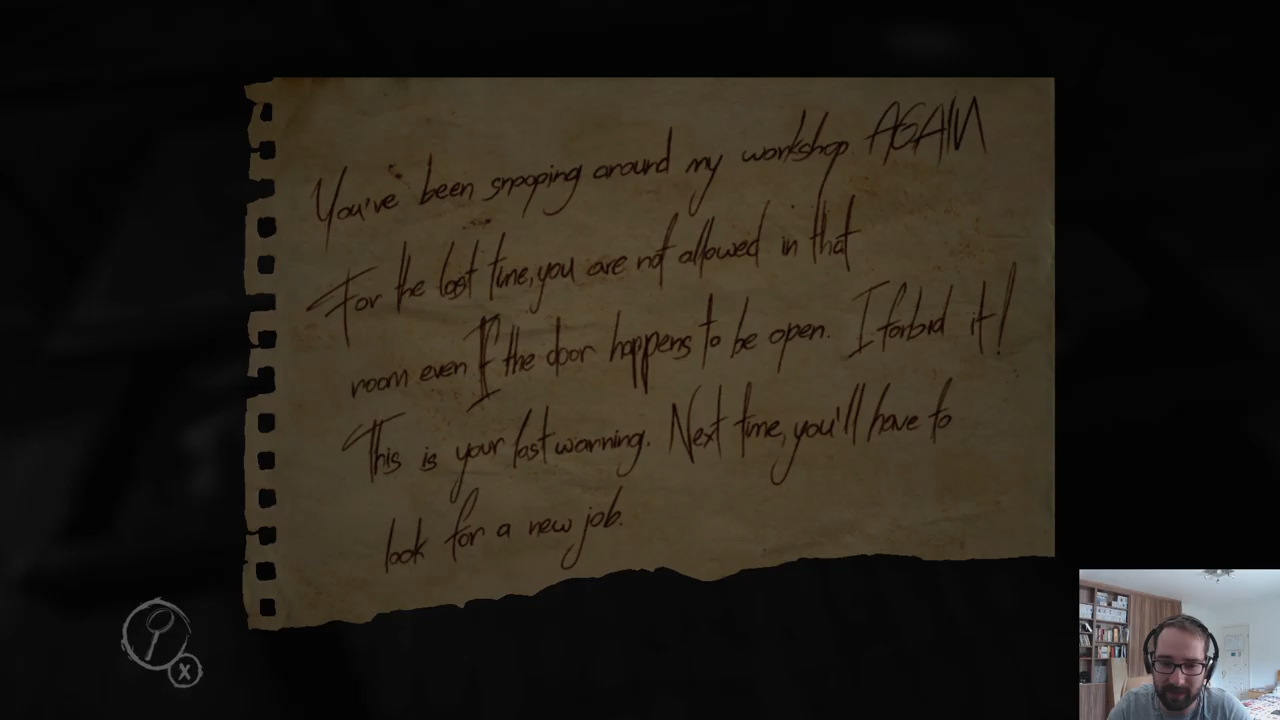 You've been snooping around my workshop AGAIN
For the last time, you are not allowed in that
room even If the door happens to be open. I forbid it!
This is your last warning. Next time, you'll have to
look for a new job.
X